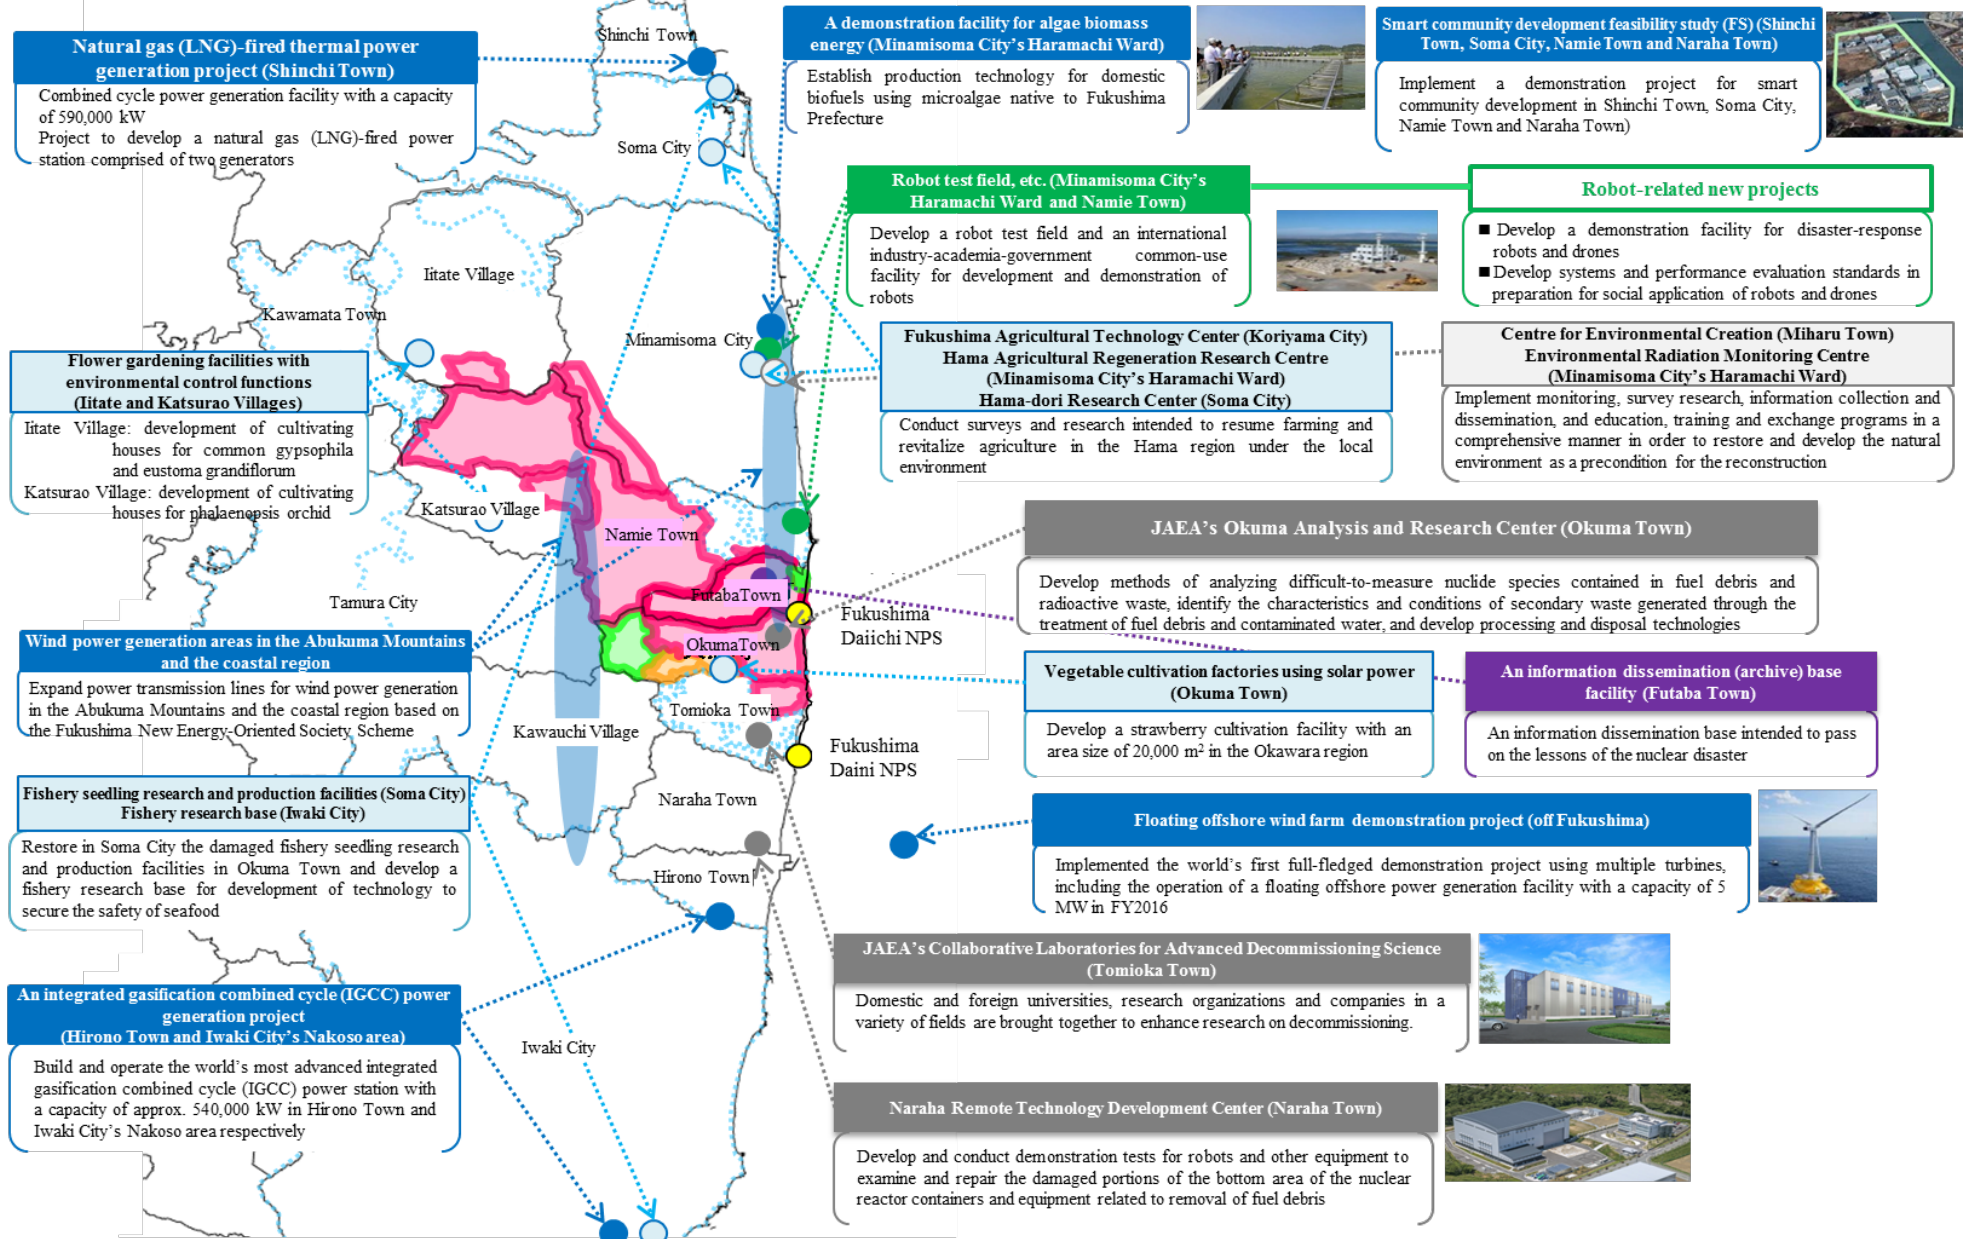 Natural gas (LNG)-fired thermal power
generation project (Shinchi Town)
Combined cycle power generation facility with a capacity
of 590,000 kW
Project to develop a natural gas (LNG)-fired power
station comprised of two generators
Shinchi Town
A demonstration facility for algae biomass
energy (Minamisoma City's Haramachi Ward)
Establish production technology for domestic
biofuels using microalgae native to Fukushima
Prefecture
Smart community development feasibility study (FS) (Shinchi
Town, Soma City, Namie Town and Naraha Town)
Implement a demonstration project for smart
community development in Shinchi Town, Soma City,
Namie Town and Naraha Town)
Soma City
Robot test field, etc. (Minamisoma City's
Haramachi Ward and Namie Town)
Develop a robot test field and an international
industry-academia-government common-use
facility for development and demonstration of
robots
Robot-related new projects
■ Develop a demonstration facility for disaster-response
robots and drones
■ Develop systems and performance evaluation standards in
preparation for social application of robots and drones
Iitate Village
Kawamata Town
Minamisoma City
Flower gardening facilities with
environmental control functions
(Iitate and Katsurao Villages)
Iitate Village: development of cultivating
houses for common gypsophila
and eustoma grandiflorum
Katsurao Village: development of cultivating
houses for phalaenopsis orchid
Fukushima Agricultural Technology Center (Koriyama City)
Hama Agricultural Regeneration Research Centre
(Minamisoma City's Haramachi Ward)
Hama-dori Research Center (Soma City)
Conduct surveys and research intended to resume farming and
revitalize agriculture in the Hama region under the local
environment
Centre for Environmental Creation (Miharu Town)
Environmental Radiation Monitoring Centre
(Minamisoma City's Haramachi Ward)
Implement monitoring, survey research, information collection and
dissemination, and education, training and exchange programs in a
comprehensive manner in order to restore and develop the natural
environment as a precondition for the reconstruction
Katsurao Village
Namie Town
JAEA's Okuma Analysis and Research Center (Okuma Town)
Develop methods of analyzing difficult-to-measure nuclide species contained in fuel debris and
radioactive waste, identify the characteristics and conditions of secondary waste generated through the
treatment of fuel debris and contaminated water, and develop processing and disposal technologies
Tamura City
FutabaTown
Fukushima
Daiichi NPS
OkumaTown
Wind power generation areas in the Abukuma Mountains
and the coastal region
Expand power transmission lines for wind power generation
in the Abukuma Mountains and the coastal region based on
the Fukushima New Energy-Oriented Society Scheme
Vegetable cultivation factories using solar power
(Okuma Town)
Develop a strawberry cultivation facility with an
area size of 20,000 m² in the Okawara region
An information dissemination (archive) base
facility (Futaba Town)
An information dissemination base intended to pass
on the lessons of the nuclear disaster
Tomioka Town
Kawauchi Village
Fukushima
Daini NPS
Fishery seedling research and production facilities (Soma City)
Fishery research base (Iwaki City)
Restore in Soma City the damaged fishery seedling research
and production facilities in Okuma Town and develop a
fishery research base for development of technology to
secure the safety of seafood
Naraha Town
Floating offshore wind farm demonstration project (off Fukushima)
Implemented the world's first full-fledged demonstration project using multiple turbines,
including the operation of a floating offshore power generation facility with a capacity of 5
MW in FY2016
Hirono Town
JAEA's Collaborative Laboratories for Advanced Decommissioning Science
(Tomioka Town)
Domestic and foreign universities, research organizations and companies in a
variety of fields are brought together to enhance research on decommissioning.
An integrated gasification combined cycle (IGCC) power
generation project
(Hirono Town and Iwaki City's Nakoso area)
Build and operate the world's most advanced integrated
gasification combined cycle (IGCC) power station with
a capacity of approx. 540,000 kW in Hirono Town and
Iwaki City's Nakoso area respectively
Iwaki City
Naraha Remote Technology Development Center (Naraha Town)
Develop and conduct demonstration tests for robots and other equipment to
examine and repair the damaged portions of the bottom area of the nuclear
reactor containers and equipment related to removal of fuel debris